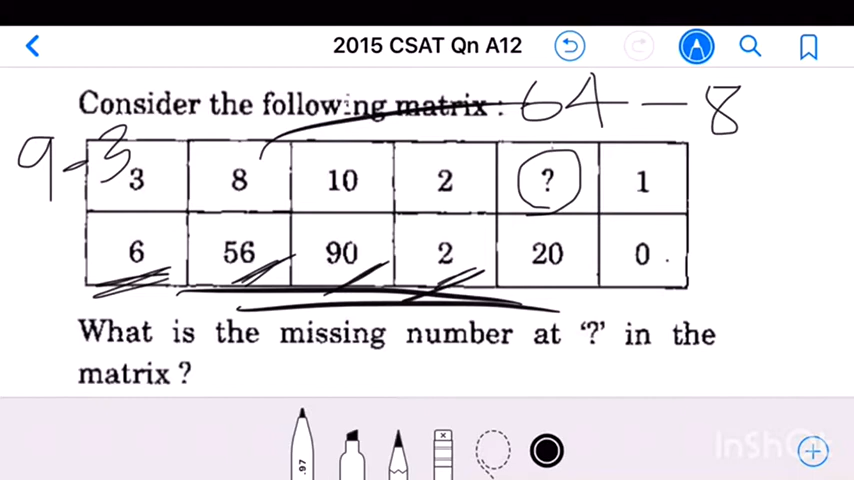 2015 CSAT Qn A12
Consider the following matrix : 64 - 8
9-3
3 8 10 2 ? 1
6 56 90 2 20 0
What is the missing number at '?' in the
matrix ?
.97
InShOt